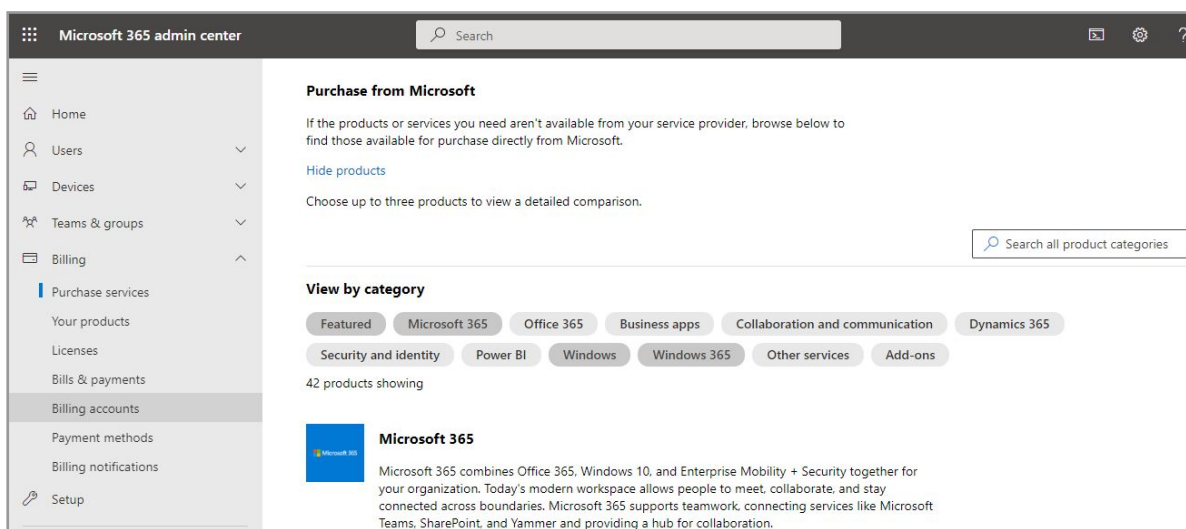 Microsoft 365 admin center
Search
?
Home
Users
Devices
Teams & groups
Billing
Purchase services
Your products
Licenses
Bills & payments
Billing accounts
Payment methods
Billing notifications
Setup
Purchase from Microsoft
If the products or services you need aren't available from your service provider, browse below to
find those available for purchase directly from Microsoft.
Hide products
Choose up to three products to view a detailed comparison.
Search all product categories
View by category
Featured Microsoft 365 Office 365 Business apps Collaboration and communication Dynamics 365
Security and identity Power BI Windows Windows 365 Other services Add-ons
42 products showing
Microsoft 365
Microsoft 365
Microsoft 365 combines Office 365, Windows 10, and Enterprise Mobility + Security together for
your organization. Today's modern workspace allows people to meet, collaborate, and stay
connected across boundaries. Microsoft 365 supports teamwork, connecting services like Microsoft
Teams, SharePoint, and Yammer and providing a hub for collaboration.